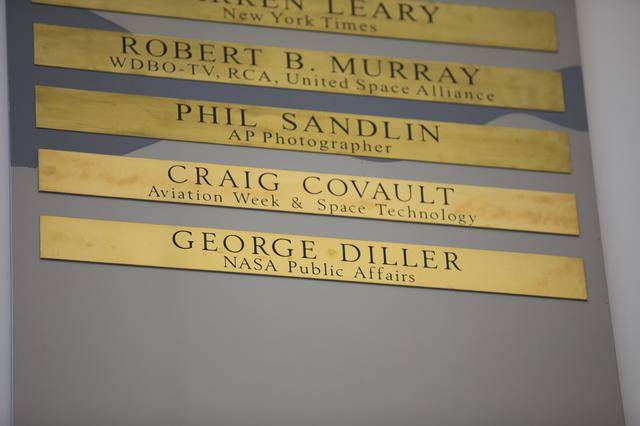 LEARY
New York Times
ROBERT B. MURRAY
WDBO-TV, RCA, United Space Alliance
PHIL SANDLIN
AP Photographer
CRAIG COVAULT
Aviation Week & Space Technology
GEORGE DILLER
NASA Public Affairs